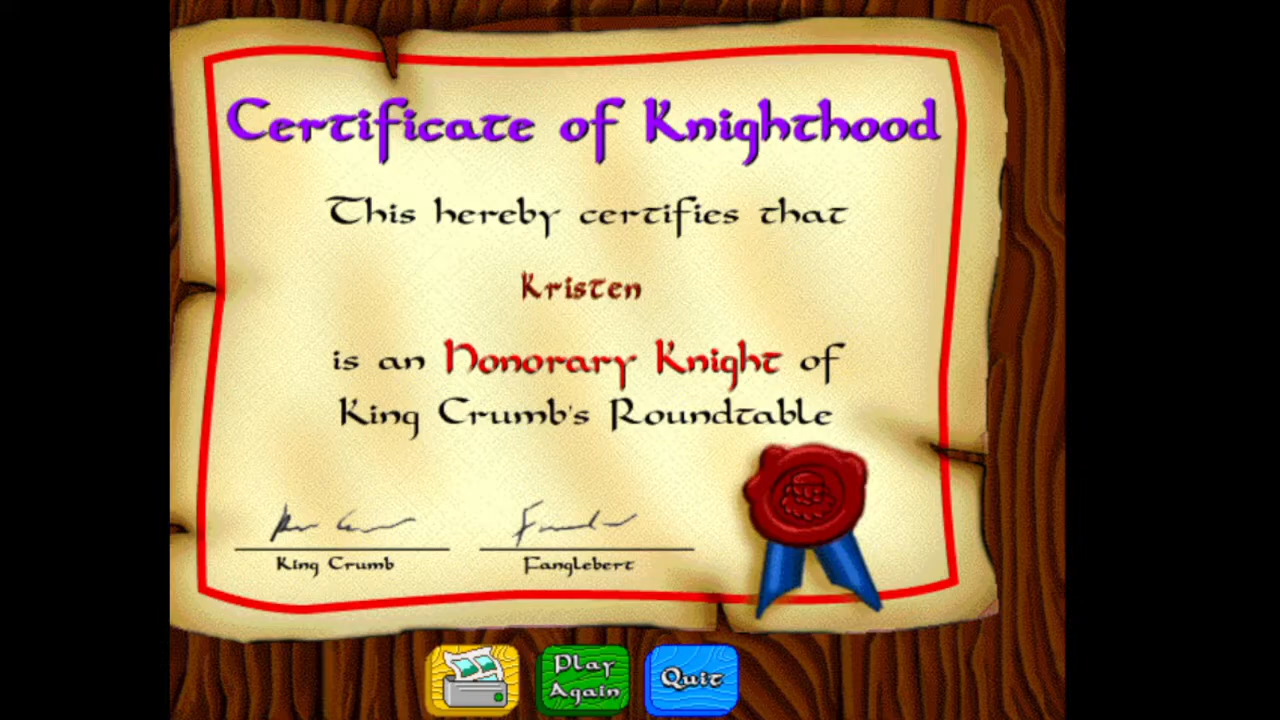 Certificate of Knighthood
This hereby certifies that
Kristen
is an Honorary Knight of
King Crumb's Roundtable
King Crumb
Fanglebert
Play
Again
Quit